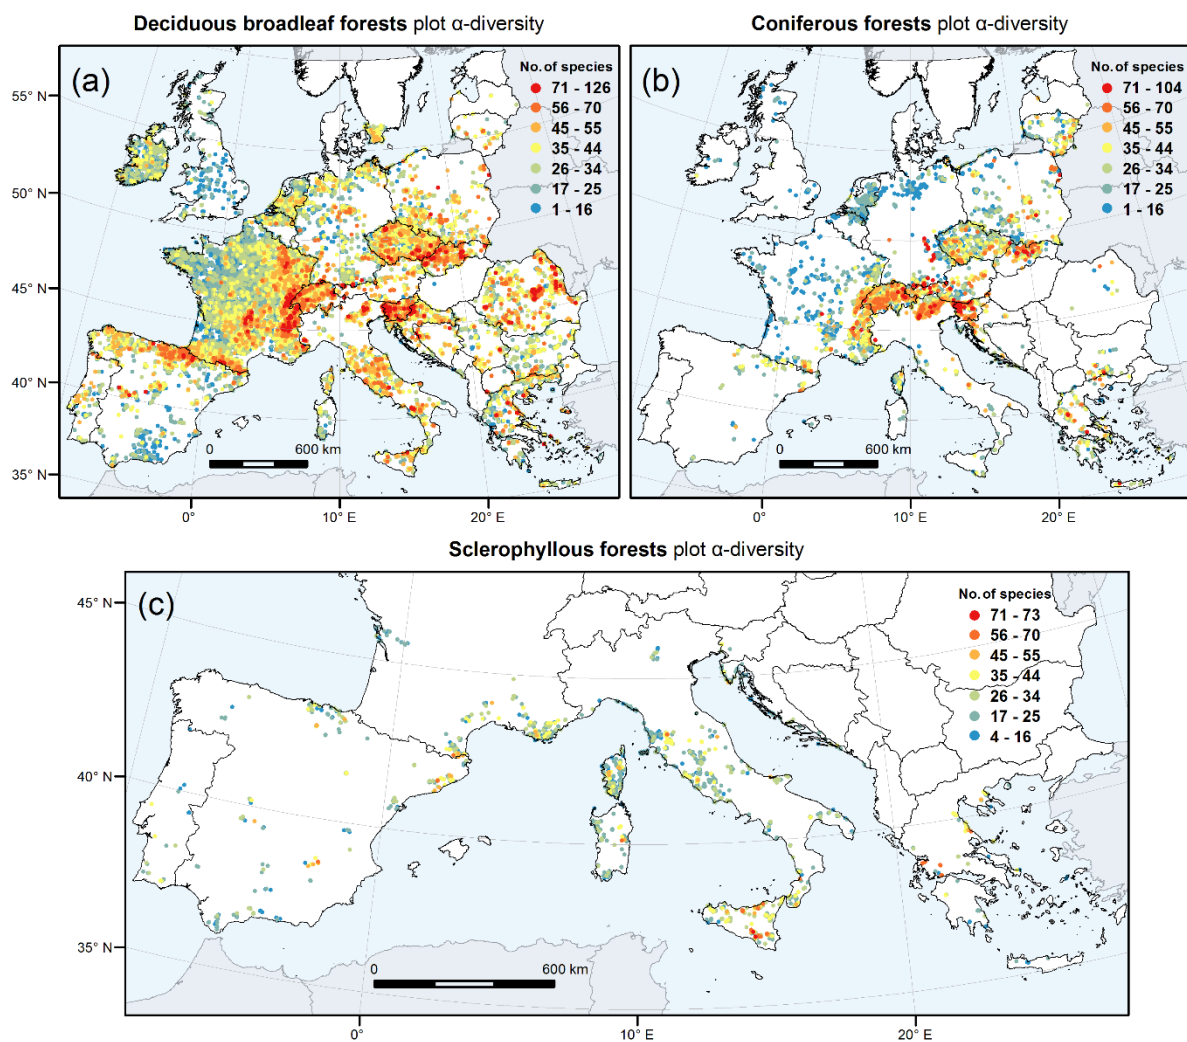 Deciduous broadleaf forests plot α-diversity
Coniferous forests plot α-diversity
(a)
No. of species
71 - 126
56 - 70
45 - 55
35 - 44
26 - 34
17 - 25
1 - 16
55° N
50° N
45° N
40° N
35° N
0
600 km
0°
10° E
20° E
(b)
No. of species
71 - 104
56 - 70
45 - 55
35 - 44
26 - 34
17 - 25
1 - 16
0
600 km
0°
10° E
20° E
Sclerophyllous forests plot α-diversity
(c)
No. of species
71 - 73
56 - 70
45 - 55
35 - 44
26 - 34
17 - 25
4 - 16
45° N
40° N
35° N
0
600 km
0°
10° E
20° E